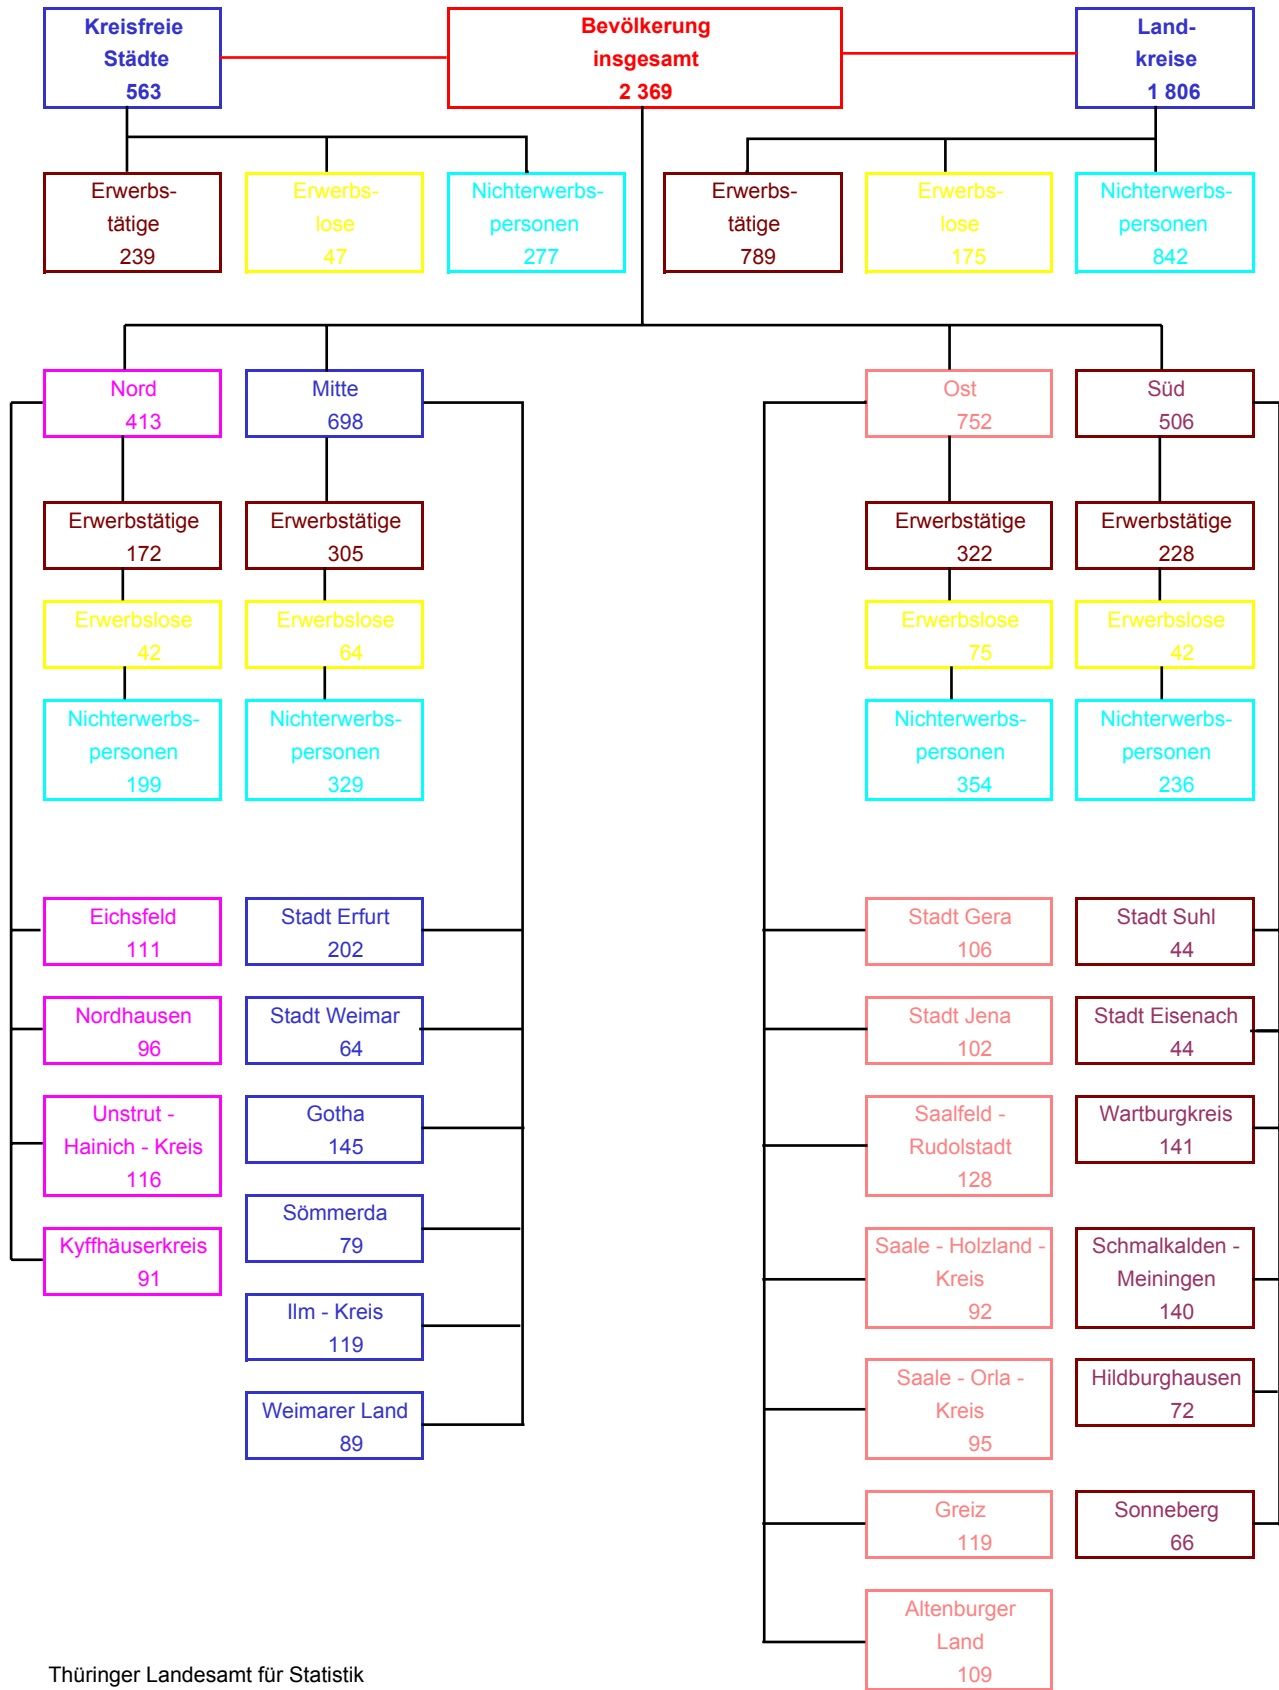 Kreisfreie
Städte
563
Bevölkerung
insgesamt
2 369
Land-
kreise
1 806
Erwerbs-
tätige
239
Erwerbs-
lose
47
Nichterwerbs-
personen
277
Erwerbs-
tätige
789
Erwerbs-
lose
175
Nichterwerbs-
personen
842
Nord
413
Mitte
698
Ost
752
Süd
506
Erwerbstätige
172
Erwerbstätige
305
Erwerbstätige
322
Erwerbstätige
228
Erwerbslose
42
Erwerbslose
64
Erwerbslose
75
Erwerbslose
42
Nichterwerbs-
personen
199
Nichterwerbs-
personen
329
Nichterwerbs-
personen
354
Nichterwerbs-
personen
236
Eichsfeld
111
Nordhausen
96
Unstrut -
Hainich - Kreis
116
Kyffhäuserkreis
91
Stadt Erfurt
202
Stadt Weimar
64
Gotha
145
Sömmerda
79
Ilm - Kreis
119
Weimarer Land
89
Stadt Gera
106
Stadt Jena
102
Saalfeld -
Rudolstadt
128
Saale - Holzland -
Kreis
92
Saale - Orla -
Kreis
95
Greiz
119
Altenburger
Land
109
Stadt Suhl
44
Stadt Eisenach
44
Wartburgkreis
141
Schmalkalden -
Meiningen
140
Hildburghausen
72
Sonneberg
66
Thüringer Landesamt für Statistik